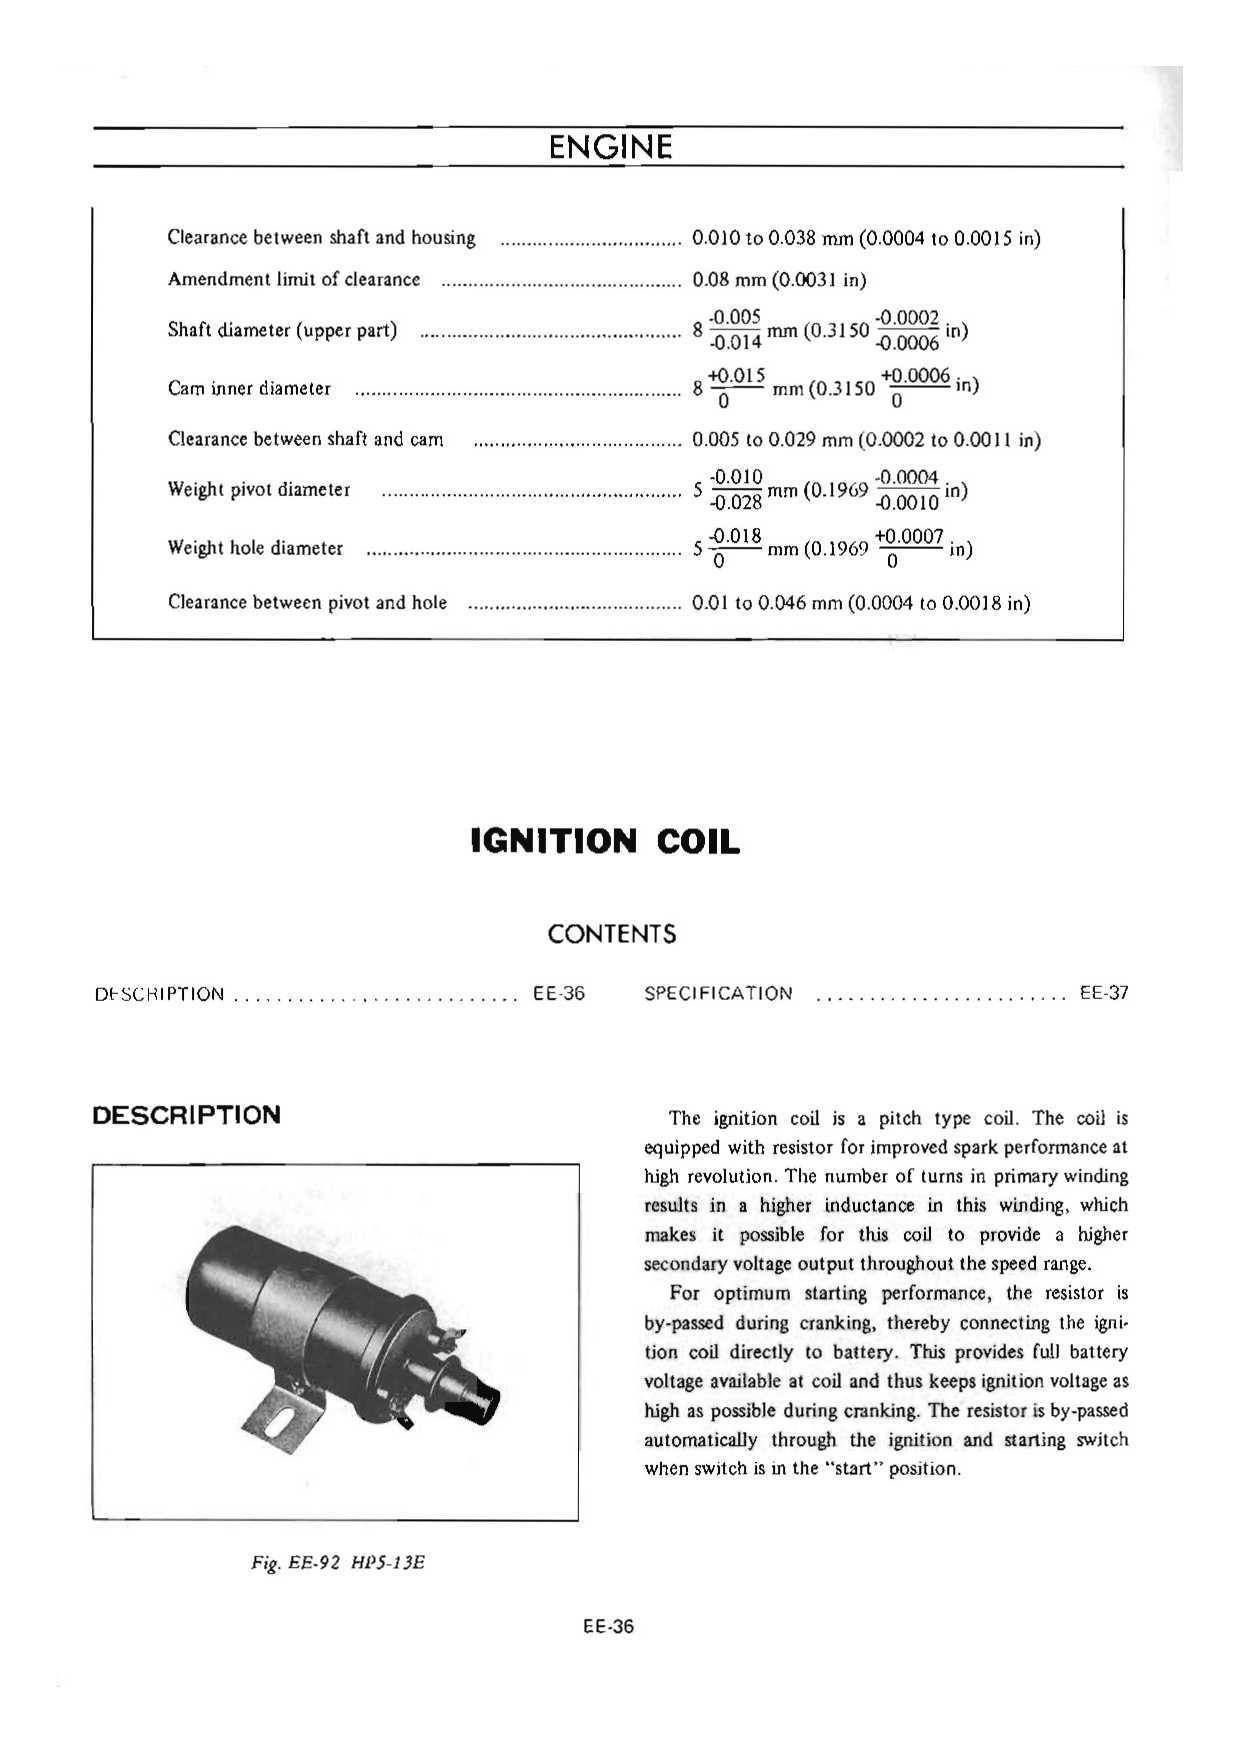 ENGINE
Clearance between shaft and housing ................................. 0.010 to 0.038 mm (0.0004 to 0.0015 in)
Amendment limit of clearance ............................................ 0.08 mm (0.0031 in)
Shaft diameter (upper part) ................................................ 8 -0.005/-0.014 mm (0.3150 -0.0002/-0.0006 in)
Cam inner diameter ............................................................ 8 +0.015/0 mm (0.3150 +0.0006/0 in)
Clearance between shaft and cam ...................................... 0.005 to 0.029 mm (0.0002 to 0.0011 in)
Weight pivot diameter ....................................................... 5 -0.010/-0.028 mm (0.1969 -0.0004/-0.0010 in)
Weight hole diameter .......................................................... 5 -0.018/0 mm (0.1969 +0.0007/0 in)
Clearance between pivot and hole ....................................... 0.01 to 0.046 mm (0.0004 to 0.0018 in)
IGNITION COIL
CONTENTS
DESCRIPTION ........................... EE-36
SPECIFICATION ........................ EE-37
DESCRIPTION
Fig. EE-92 HP5-13E
The ignition coil is a pitch type coil. The coil is
equipped with resistor for improved spark performance at
high revolution. The number of turns in primary winding
results in a higher inductance in this winding, which
makes it possible for this coil to provide a higher
secondary voltage output throughout the speed range.
For optimum starting performance, the resistor is
by-passed during cranking, thereby connecting the igni-
tion coil directly to battery. This provides full battery
voltage available at coil and thus keeps ignition voltage as
high as possible during cranking. The resistor is by-passed
automatically through the ignition and starting switch
when switch is in the "start" position.
EE-36